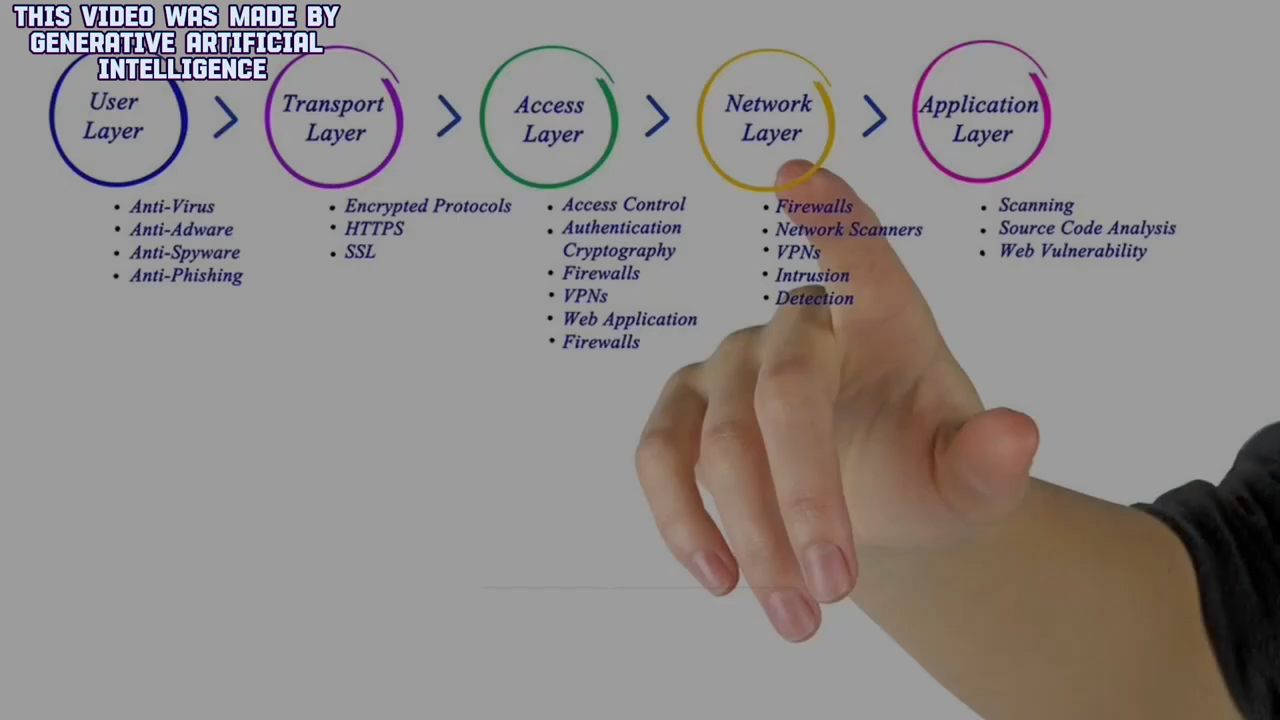 THIS VIDEO WAS MADE BY
GENERATIVE ARTIFICIAL
INTELLIGENCE
User
Layer
Transport
Layer
Access
Layer
Network
Layer
Application
Layer
Anti-Virus
Anti-Adware
Anti-Spyware
Anti-Phishing
Encrypted Protocols
HTTPS
SSL
Access Control
Authentication
Cryptography
Firewalls
VPNs
Web Application
Firewalls
Firewalls
Network Scanners
VPNs
Intrusion
Detection
Scanning
Source Code Analysis
Web Vulnerability